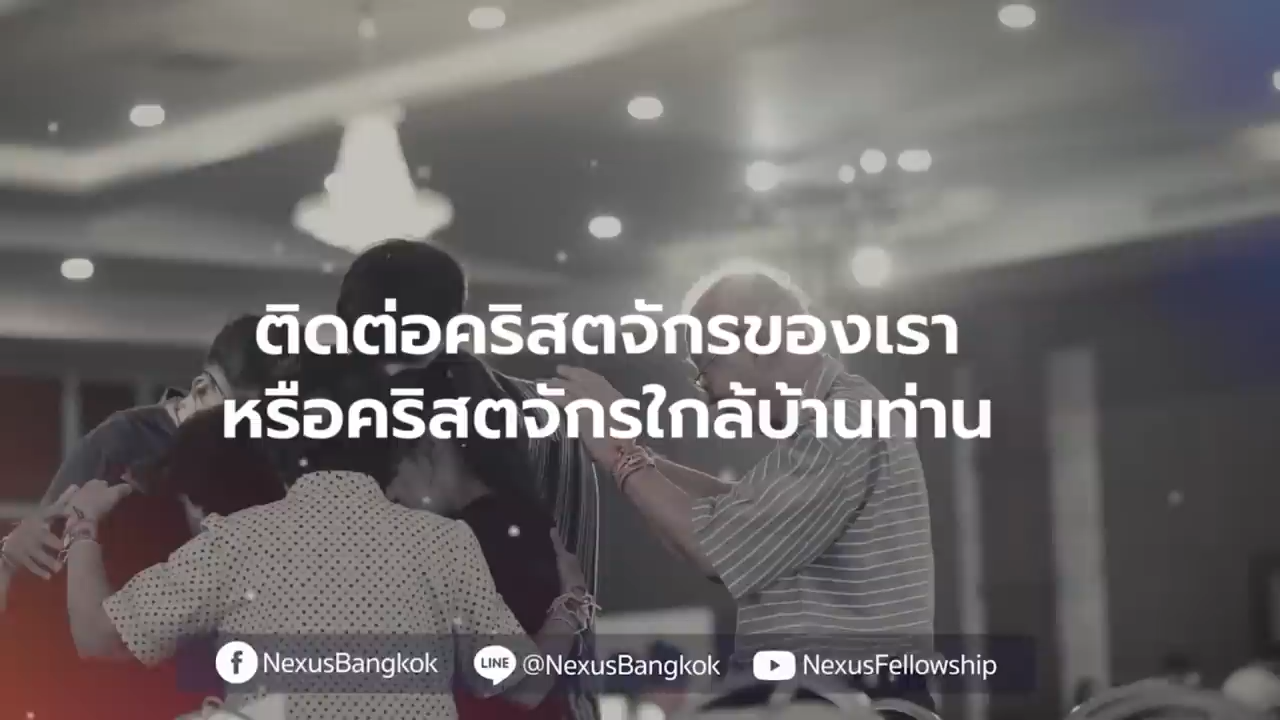 ติดต่อคริสตจักรของเรา
หรือคริสตจักรใกล้บ้านท่าน
NexusBangkok LINE @NexusBangkok NexusFellowship